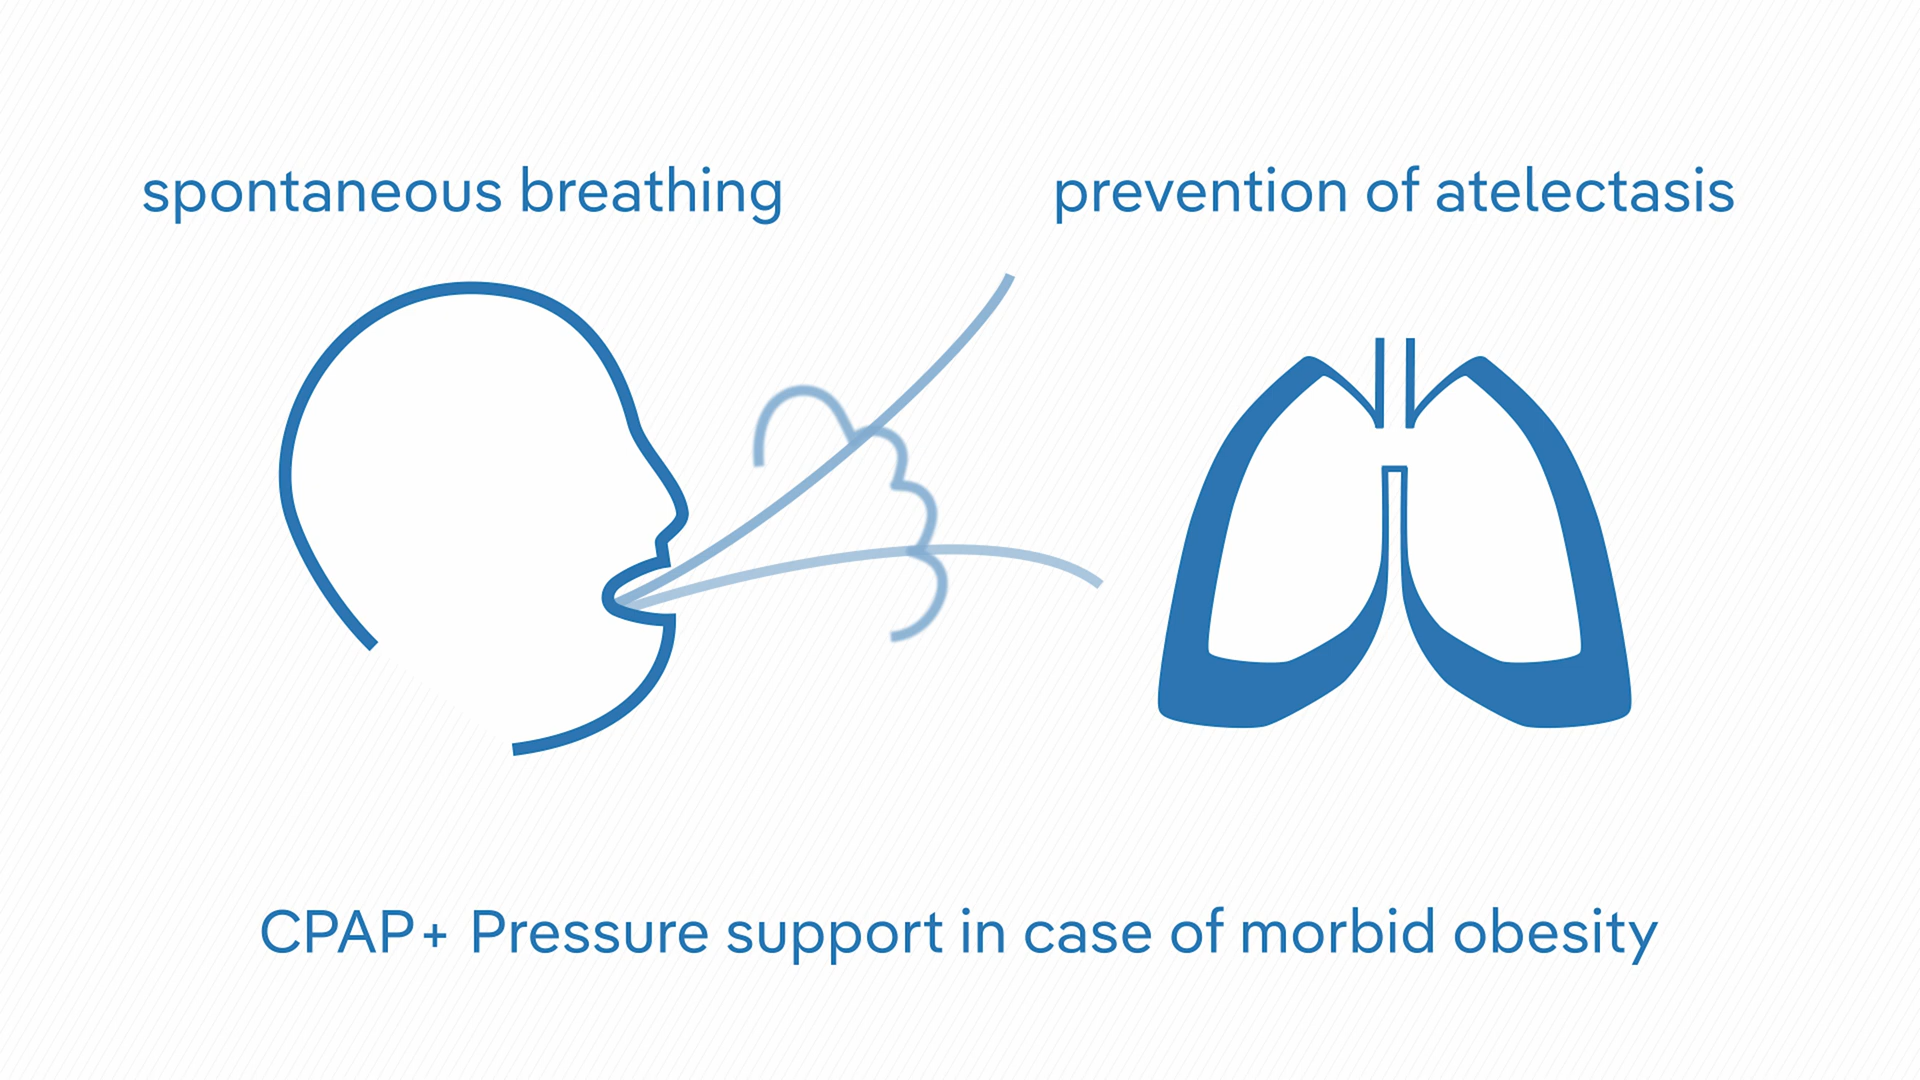 spontaneous breathing
prevention of atelectasis
CPAP+ Pressure support in case of morbid obesity